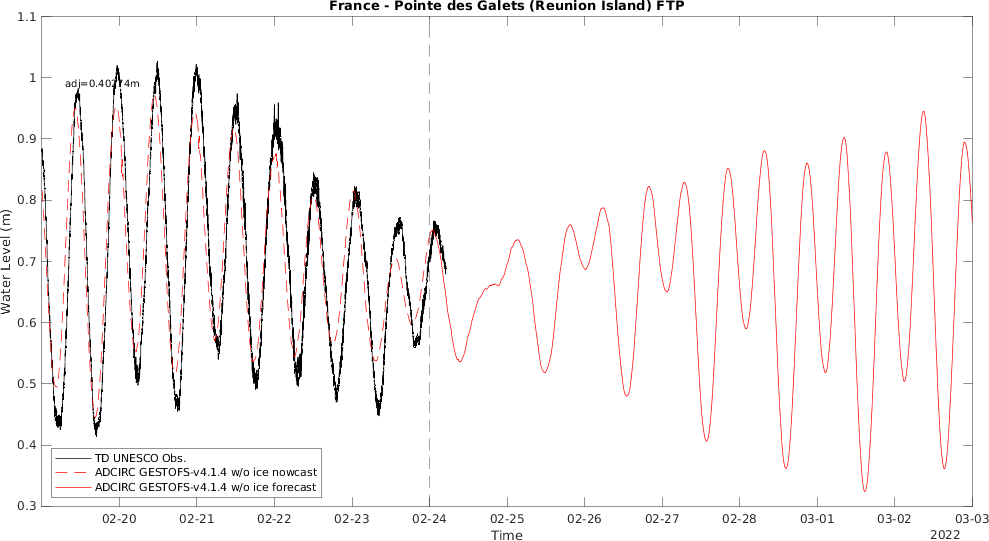 France - Pointe des Galets (Reunion Island) FTP
1.1
1
0.9
0.8
0.7
0.6
0.5
0.4
0.3
Water Level (m)
TD UNESCO Obs.
ADCIRC GESTOFS-v4.1.4 w/o ice nowcast
ADCIRC GESTOFS-v4.1.4 w/o ice forecast
02-20 02-21 02-22 02-23 02-24 02-25 02-26 02-27 02-28 03-01 03-02 03-03
Time
2022